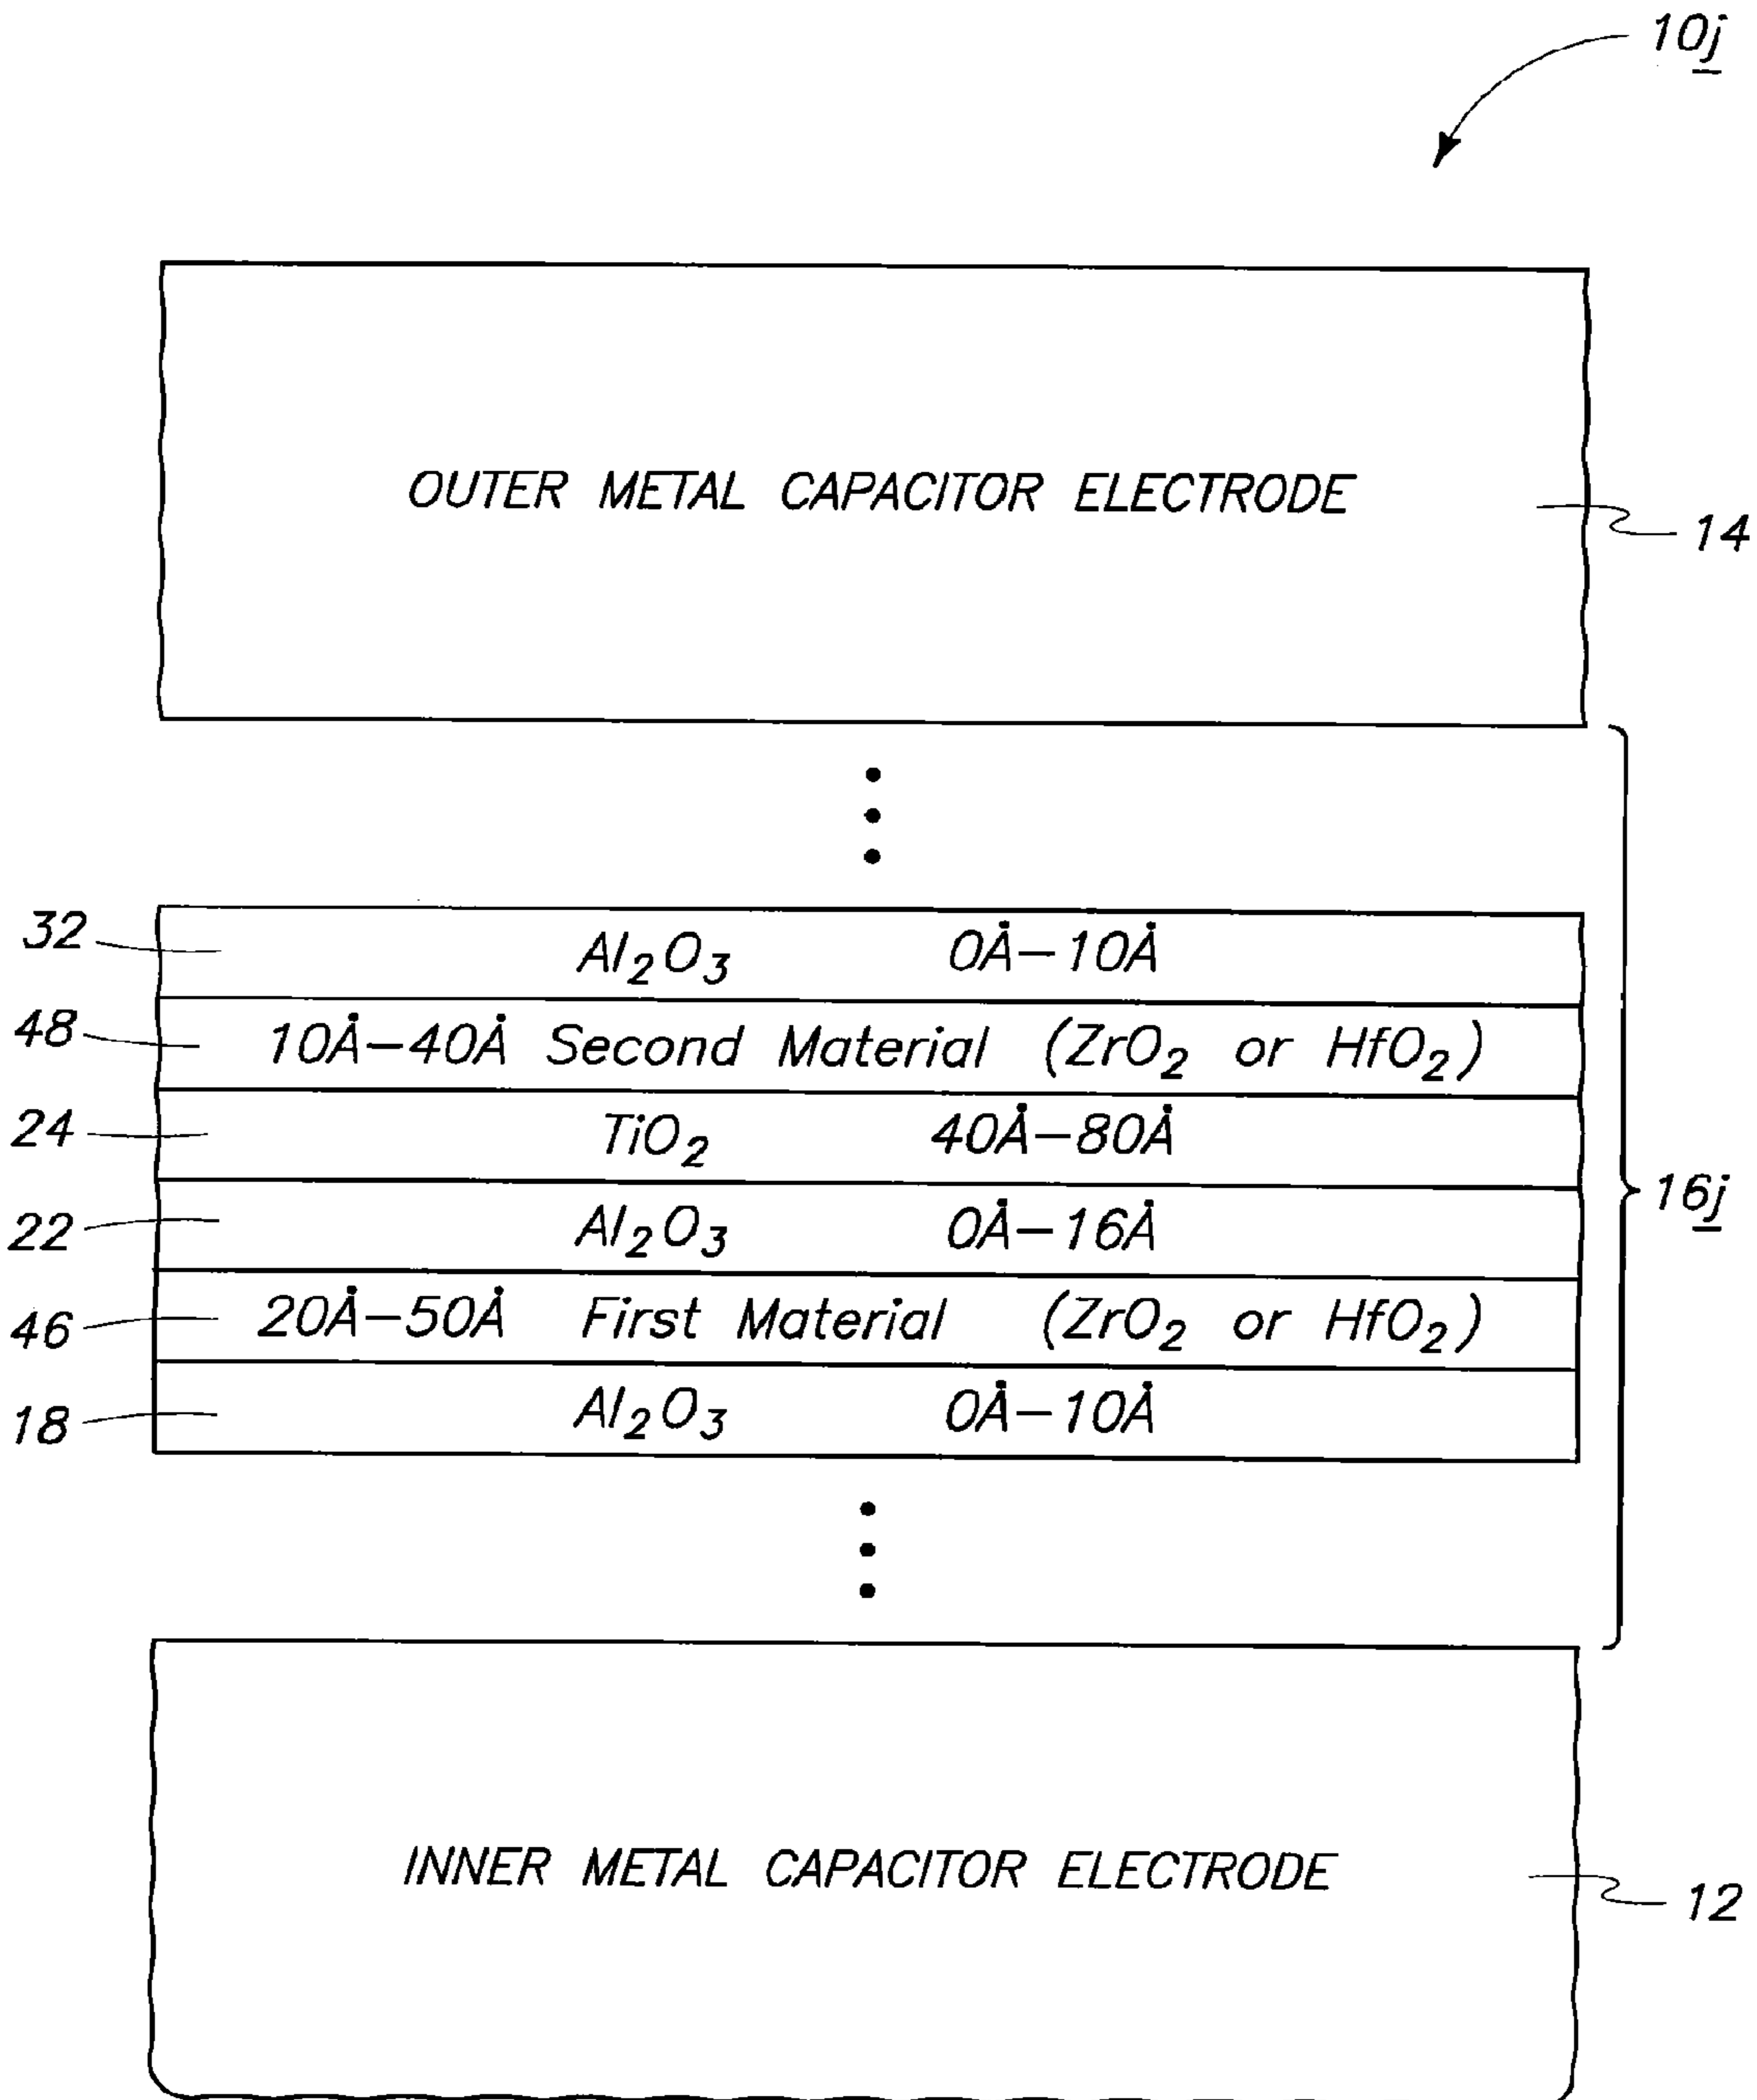 10j
OUTER METAL CAPACITOR ELECTRODE
14
32
Al₂O₃ 0Å–10Å
48
10Å–40Å Second Material (ZrO₂ or HfO₂)
24
TiO₂ 40Å–80Å
16j
22
Al₂O₃ 0Å–16Å
46
20Å–50Å First Material (ZrO₂ or HfO₂)
18
Al₂O₃ 0Å–10Å
INNER METAL CAPACITOR ELECTRODE
12